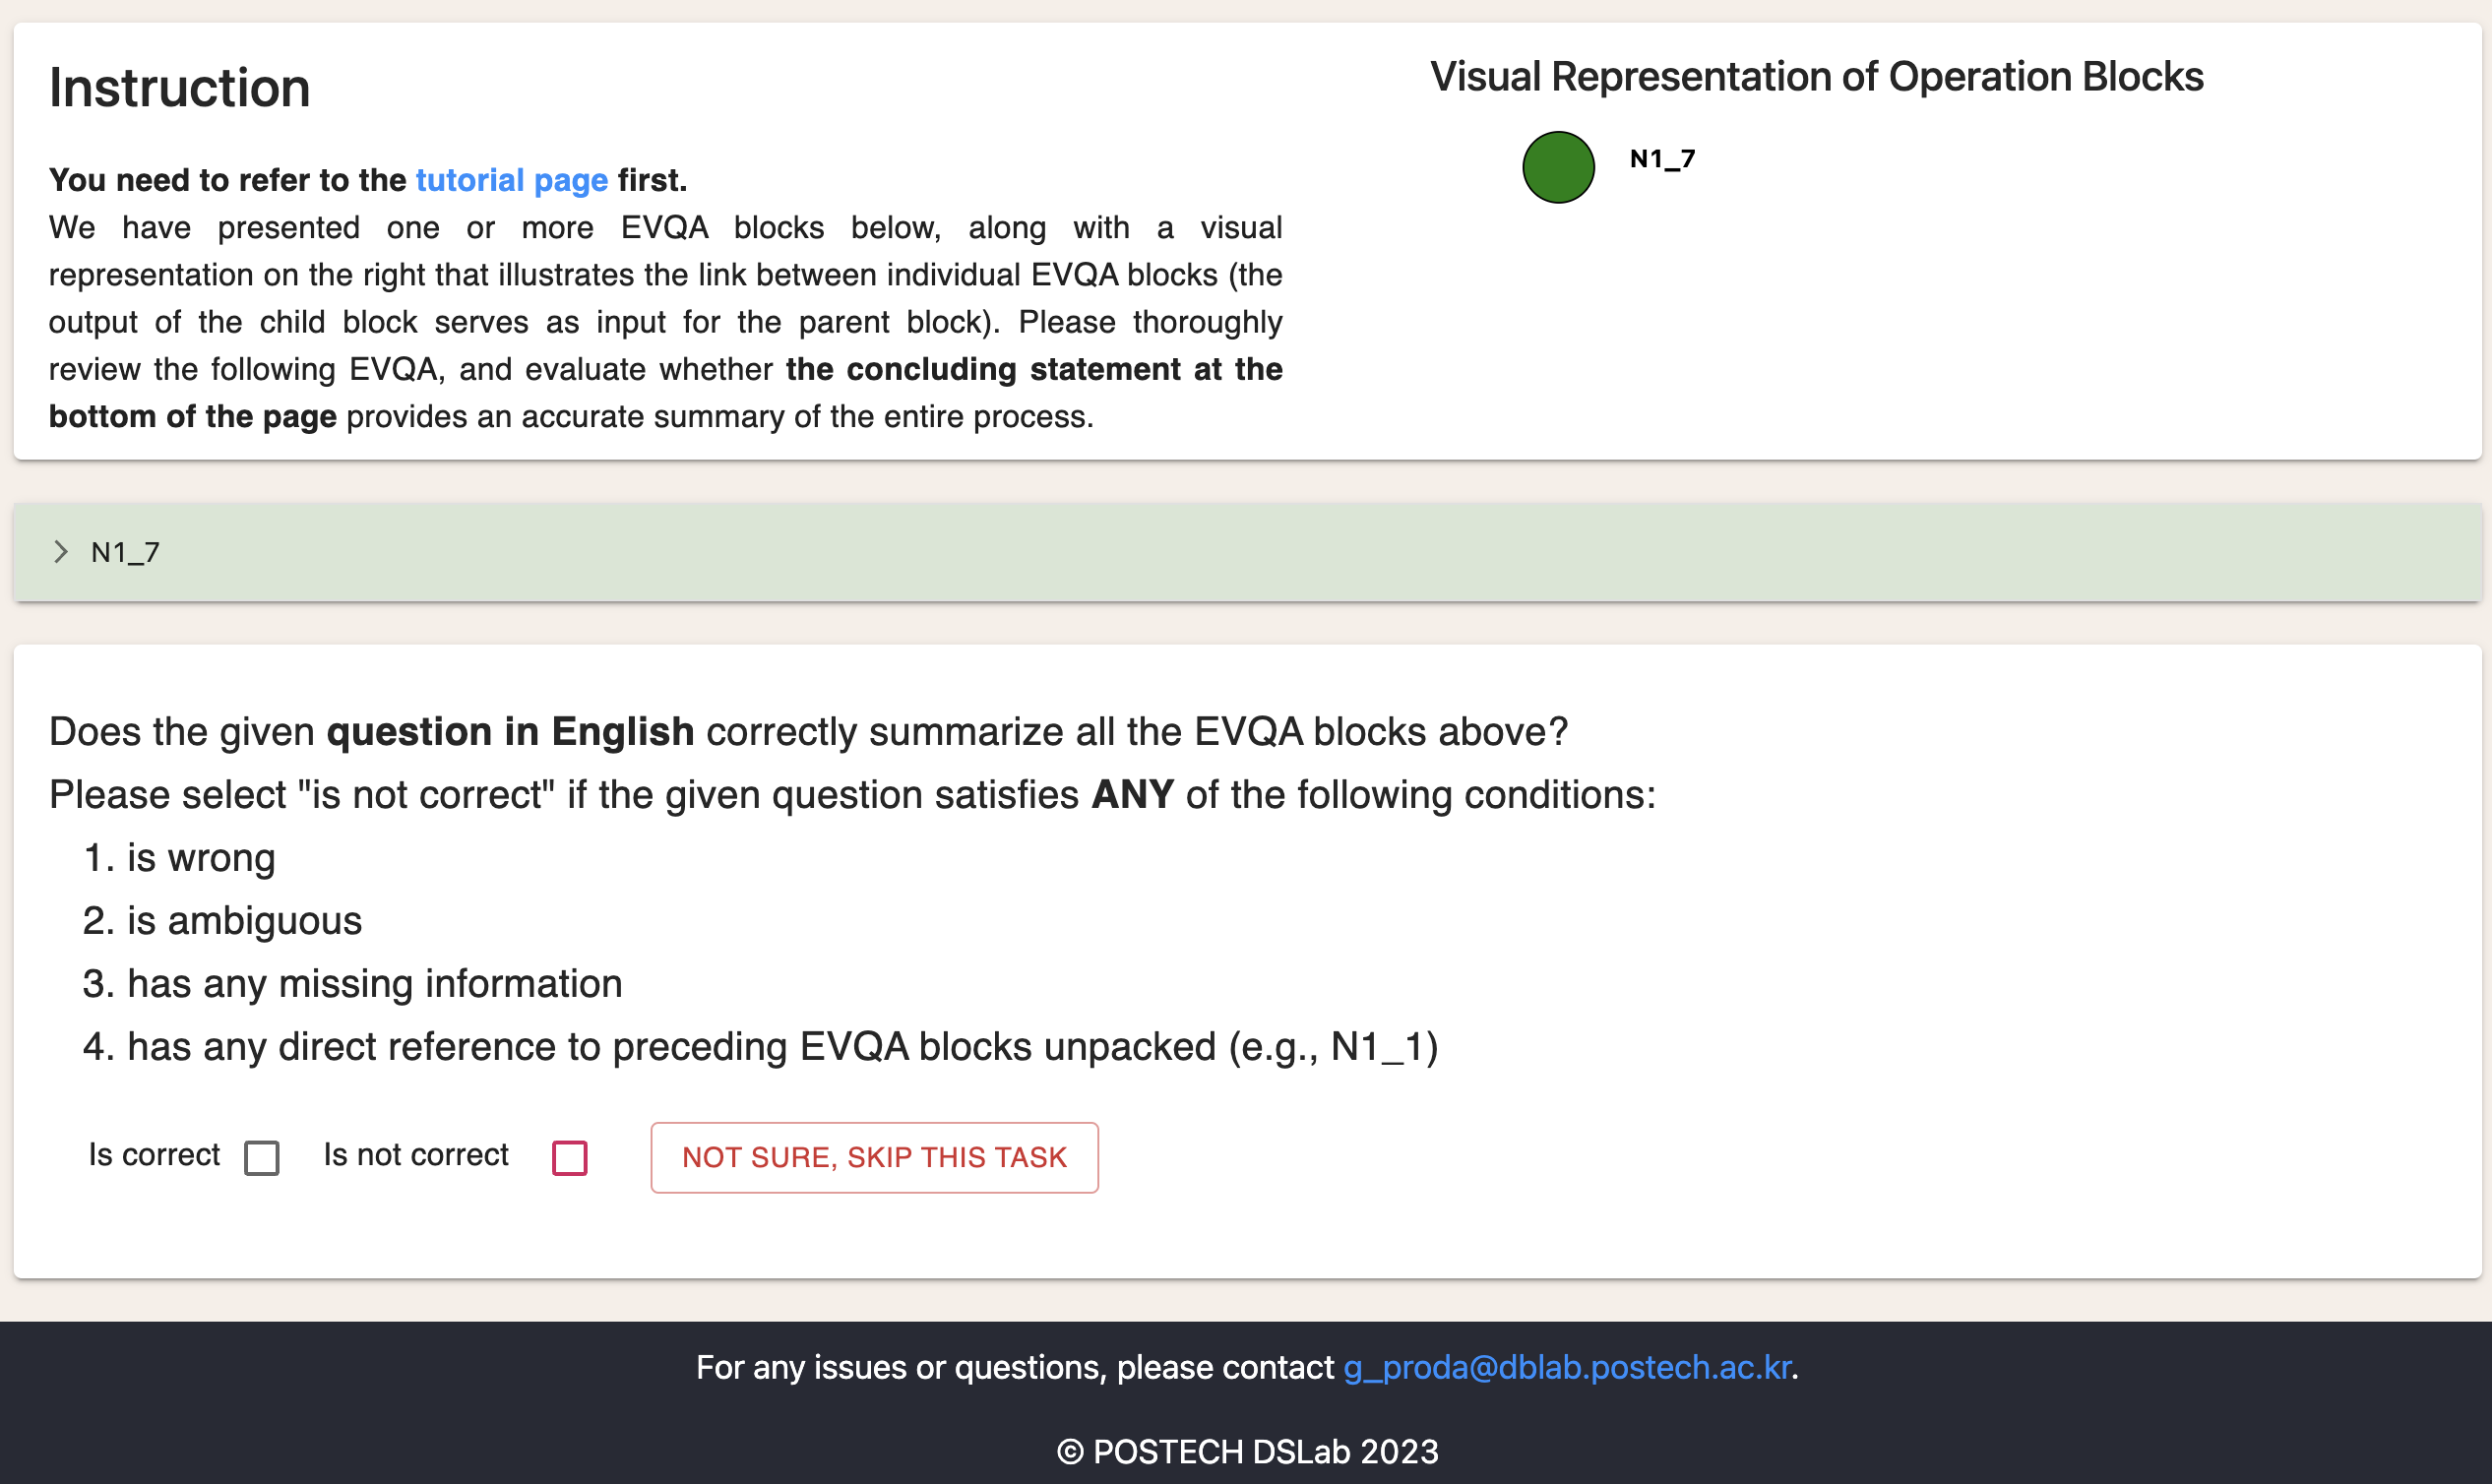 Instruction
You need to refer to the tutorial page first.
We have presented one or more EVQA blocks below, along with a visual
representation on the right that illustrates the link between individual EVQA blocks (the
output of the child block serves as input for the parent block). Please thoroughly
review the following EVQA, and evaluate whether the concluding statement at the
bottom of the page provides an accurate summary of the entire process.
Visual Representation of Operation Blocks
N1_7
N1_7
Does the given question in English correctly summarize all the EVQA blocks above?
Please select "is not correct" if the given question satisfies ANY of the following conditions:
1. is wrong
2. is ambiguous
3. has any missing information
4. has any direct reference to preceding EVQA blocks unpacked (e.g., N1_1)
Is correct Is not correct NOT SURE, SKIP THIS TASK
For any issues or questions, please contact g_proda@dblab.postech.ac.kr.
© POSTECH DSLab 2023